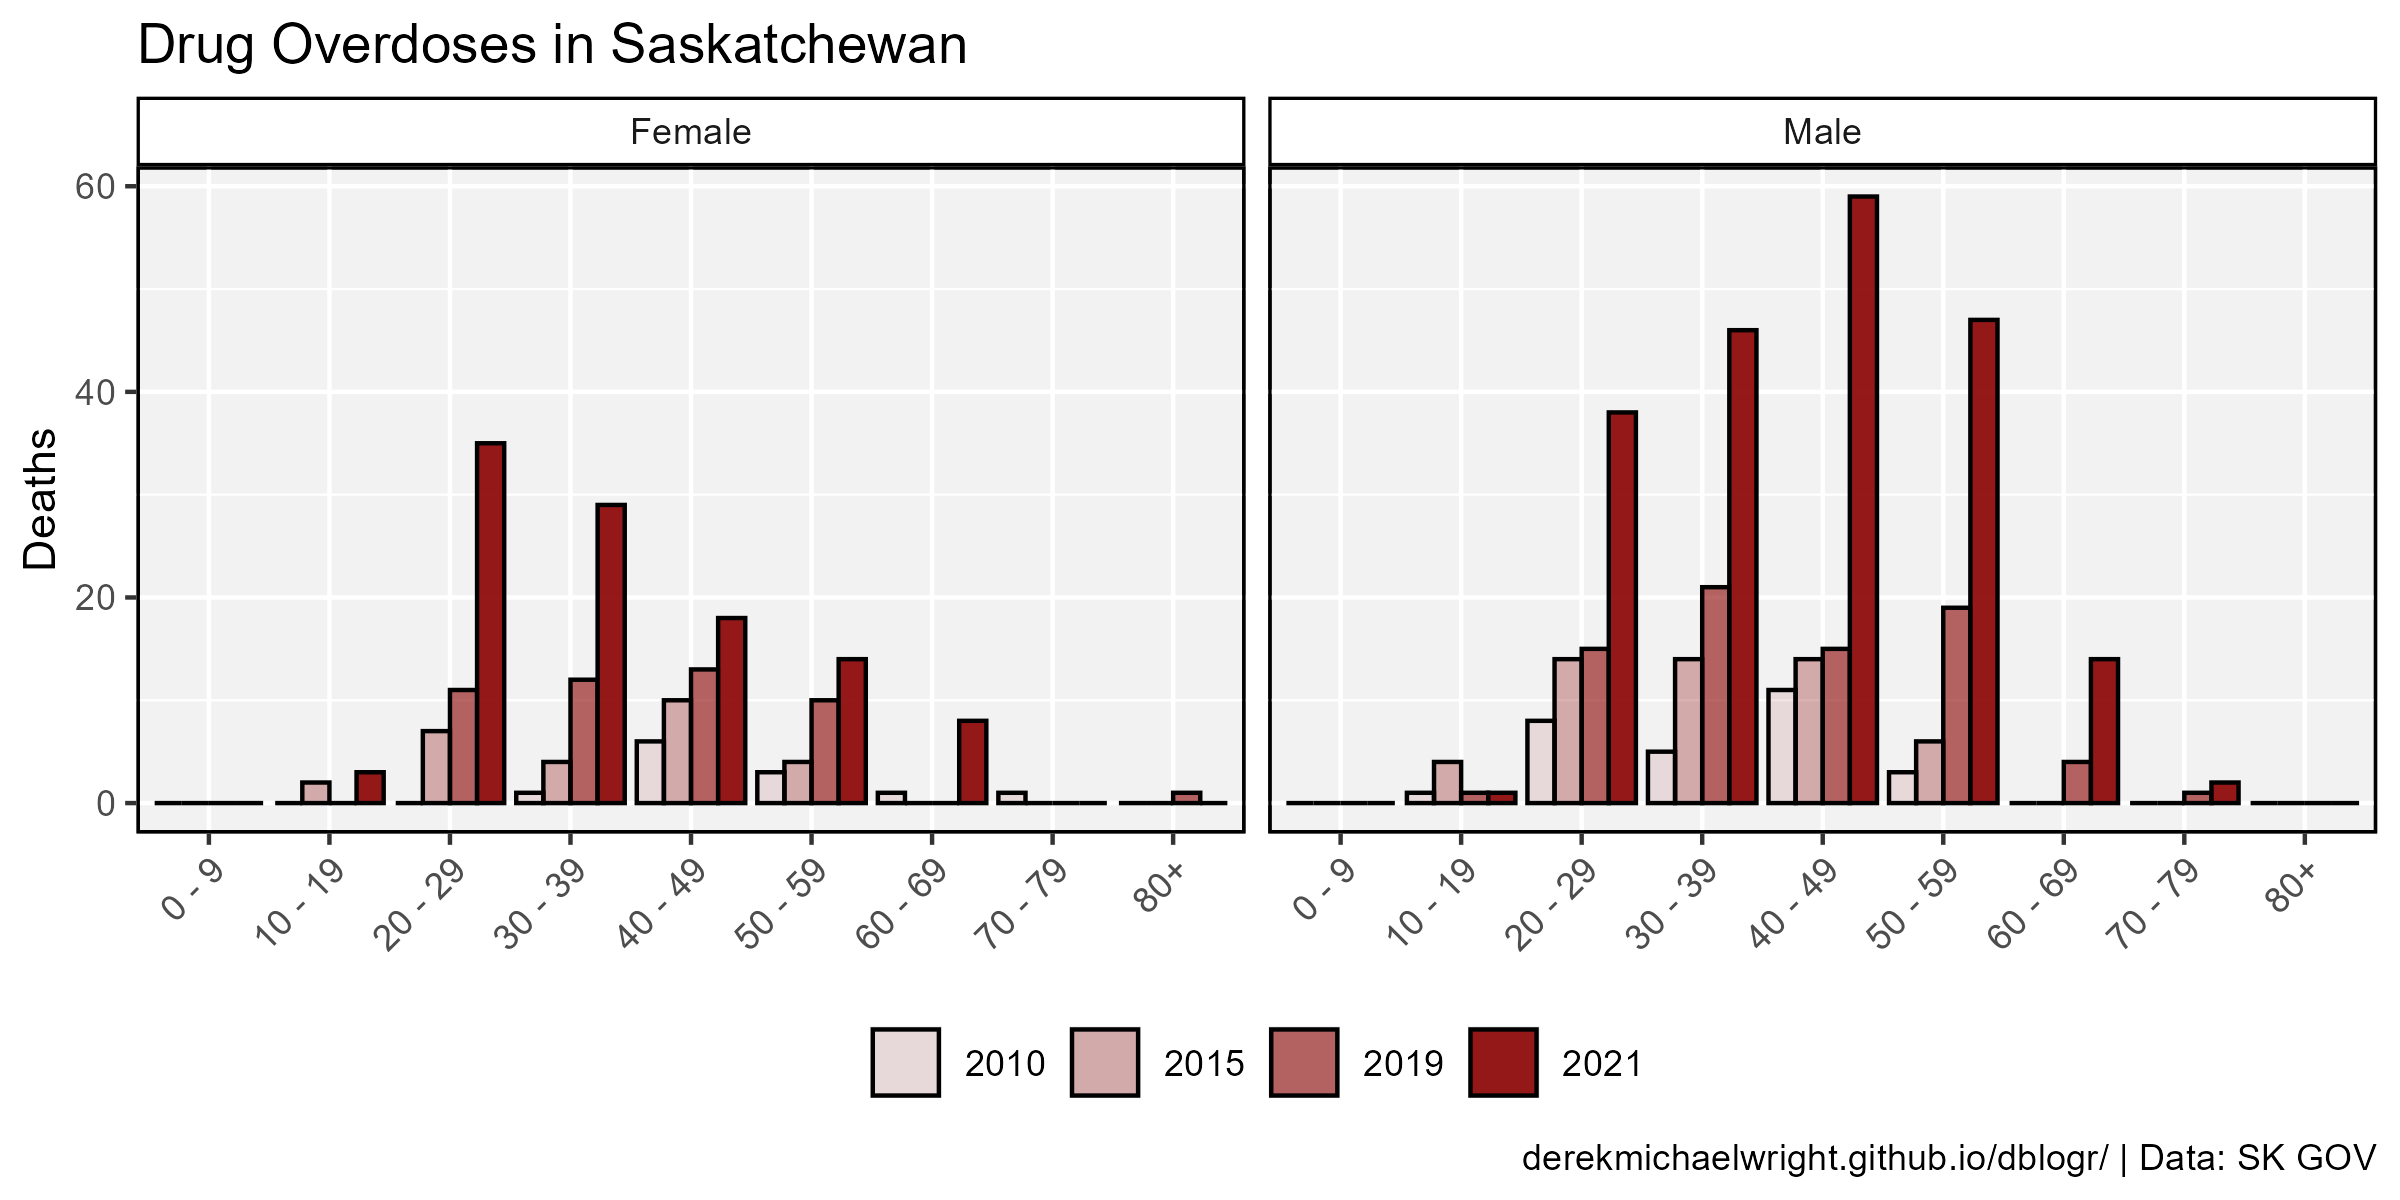 Drug Overdoses in Saskatchewan
Female
Male
Deaths
60
40
20
0
0 - 9
10 - 19
20 - 29
30 - 39
40 - 49
50 - 59
60 - 69
70 - 79
80+
0 - 9
10 - 19
20 - 29
30 - 39
40 - 49
50 - 59
60 - 69
70 - 79
80+
2010 2015 2019 2021
derekmichaelwright.github.io/dblogr/ | Data: SK GOV